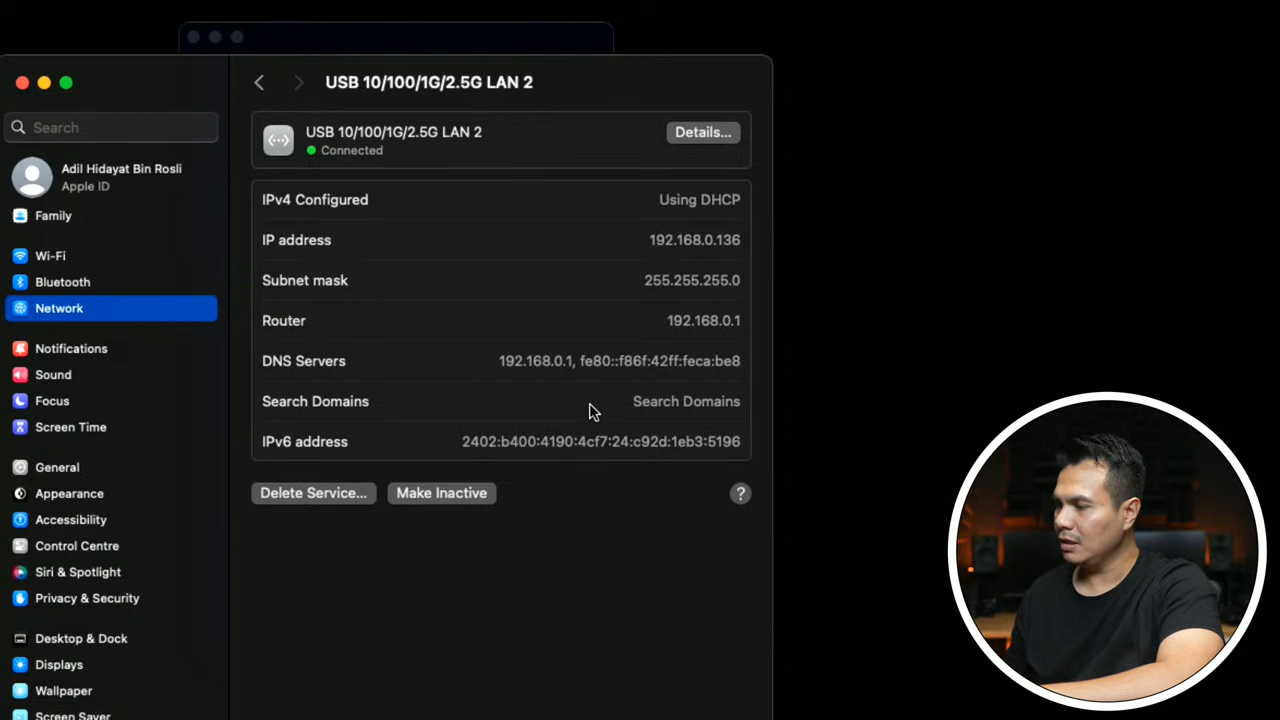 USB 10/100/1G/2.5G LAN 2
Search
USB 10/100/1G/2.5G LAN 2
Details...
Connected
Adil Hidayat Bin Rosli
Apple ID
Family
Wi-Fi
Bluetooth
Network
Notifications
Sound
Focus
Screen Time
General
Appearance
Accessibility
Control Centre
Siri & Spotlight
Privacy & Security
Desktop & Dock
Displays
Wallpaper
Screen Saver
IPv4 Configured Using DHCP
IP address 192.168.0.136
Subnet mask 255.255.255.0
Router 192.168.0.1
DNS Servers 192.168.0.1, fe80::f86f:42ff:feca:be8
Search Domains Search Domains
IPv6 address 2402:b400:4190:4cf7:24:c92d:1eb3:5196
Delete Service... Make Inactive ?